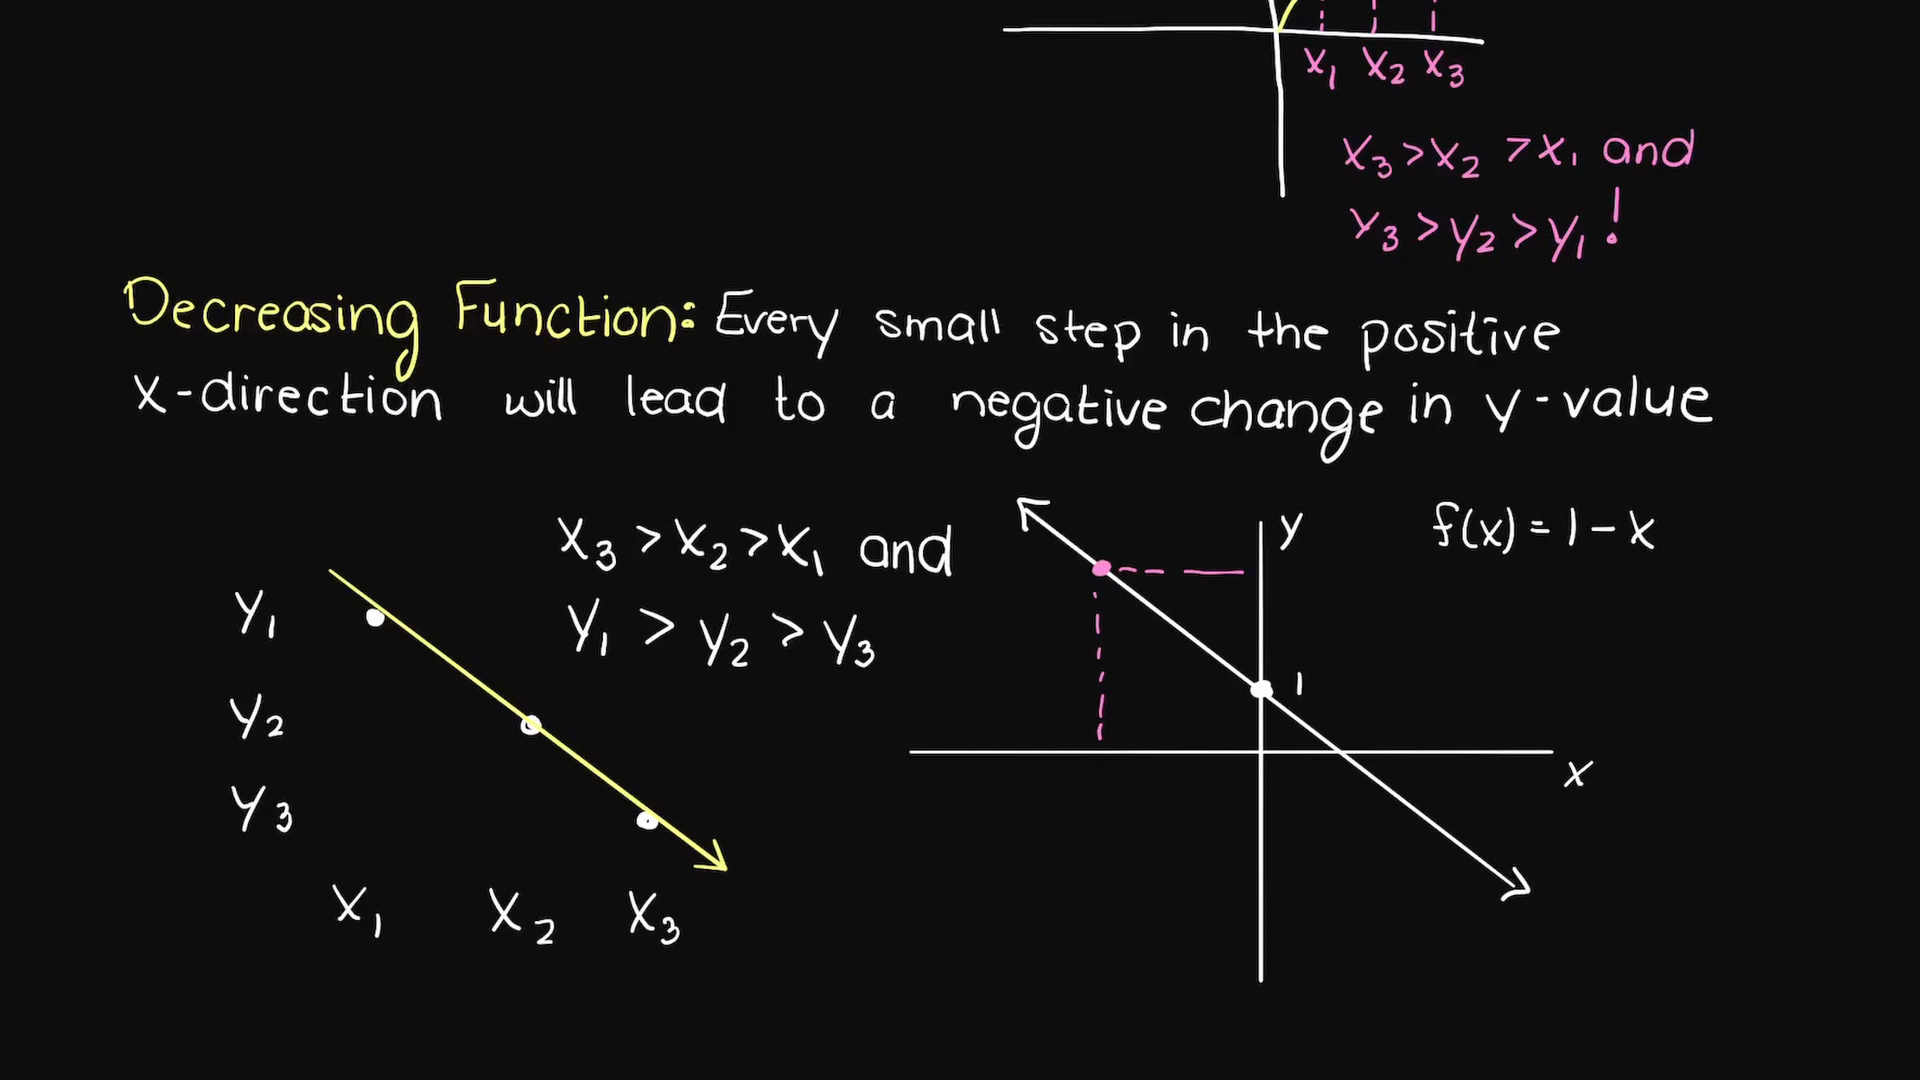 x₁ x₂ x₃
x₃ > x₂ > x₁ and
y₃ > y₂ > y₁ !
Decreasing Function: Every small step in the positive
x-direction will lead to a negative change in y-value
x₃ > x₂ > x₁ and
y₁ > y₂ > y₃
y₁
y₂
y₃
x₁ x₂ x₃
y
f(x) = 1 - x
1
x